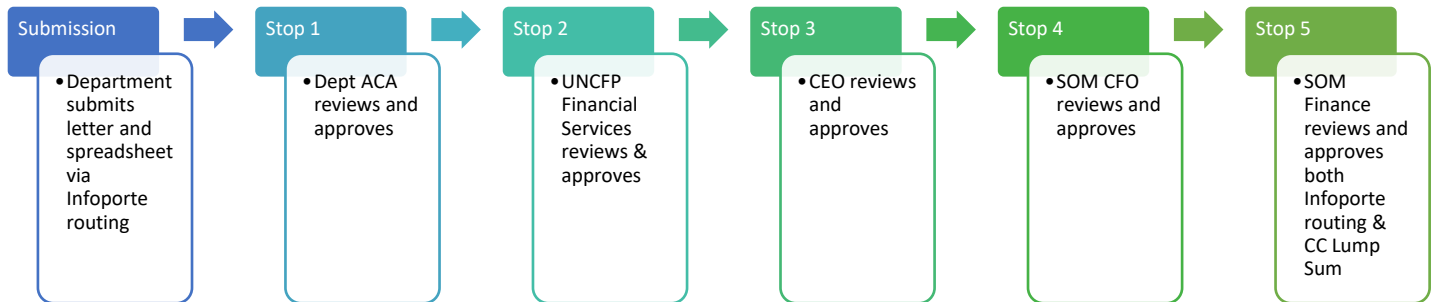 Submission
•Department
submits
letter and
spreadsheet
via
Infoporte
routing
Stop 1
•Dept ACA
reviews and
approves
Stop 2
•UNCFP
Financial
Services
reviews &
approves
Stop 3
•CEO reviews
and
approves
Stop 4
•SOM CFO
reviews and
approves
Stop 5
•SOM
Finance
reviews and
approves
both
Infoporte
routing &
CC Lump
Sum